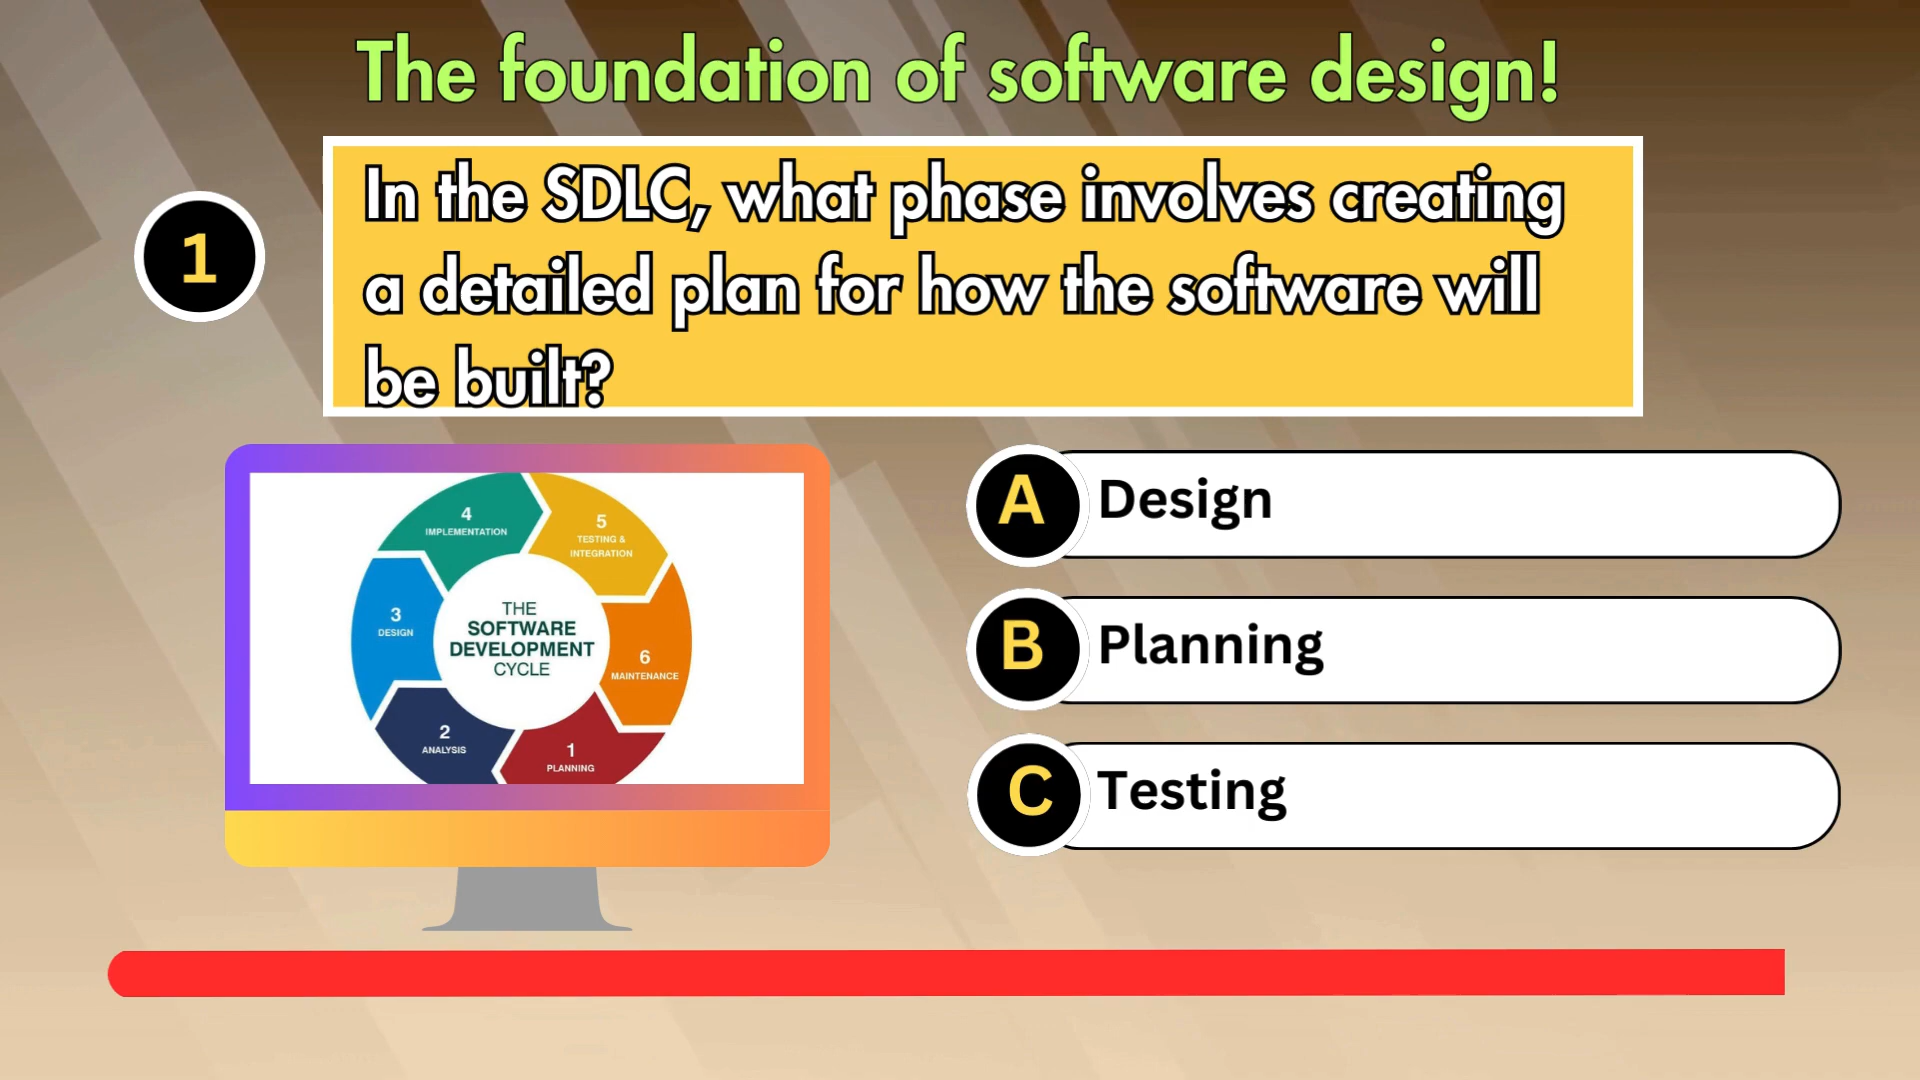 The foundation of software design!
1
In the SDLC, what phase involves creating
a detailed plan for how the software will
be built?
4
IMPLEMENTATION
5
TESTING &
INTEGRATION
3
DESIGN
THE
SOFTWARE
DEVELOPMENT
CYCLE
6
MAINTENANCE
2
ANALYSIS
1
PLANNING
A Design
B Planning
C Testing